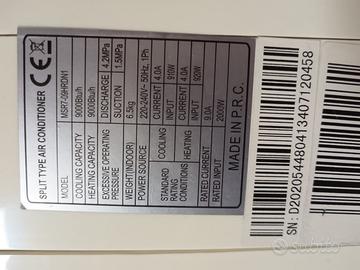 SPLIT TYPE AIR CONDITIONER CE
MODEL MSR7-09HRDN1
COOLING CAPACITY 9000Btu/h
HEATING CAPACITY 9000Btu/h
EXCESSIVE OPERATING PRESSURE DISCHARGE 4.2MPa
SUCTION 1.5MPa
WEIGHT(INDOOR) 6.3kg
POWER SOURCE 220-240V~ 50Hz, 1Ph
STANDARD RATING CONDITIONS COOLING CURRENT 4.0A
INPUT 910W
HEATING CURRENT 4.0A
INPUT 920W
RATED CURRENT 9.0A
RATED INPUT 2000W
MADE IN P.R.C.
SN: D202054480413407120458
subito